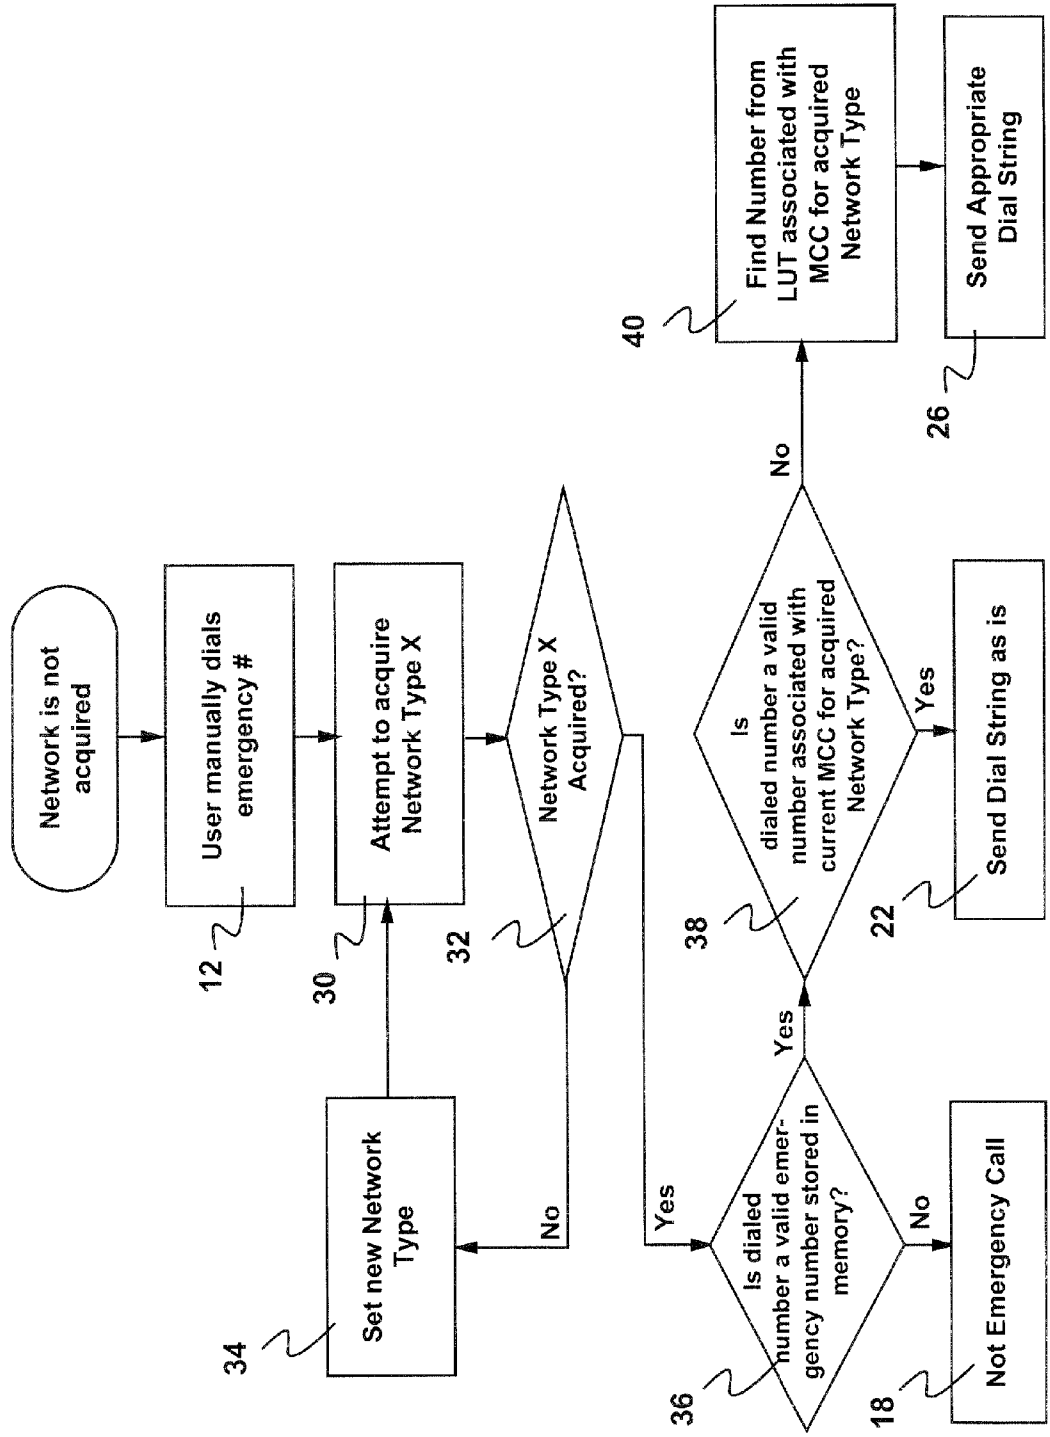 Network is not
acquired
User manually dials
emergency #
12
Attempt to acquire
Network Type X
30
Set new Network
Type
34
Network Type X
Acquired?
32
No
Yes
Is dialed
number a valid emer-
gency number stored in
memory?
36
No
Not Emergency Call
18
Yes
Is
dialed number a valid
number associated with
current MCC for acquired
Network Type?
38
Yes
Send Dial String as is
22
No
Find Number from
LUT associated with
MCC for acquired
Network Type
40
Send Appropriate
Dial String
26